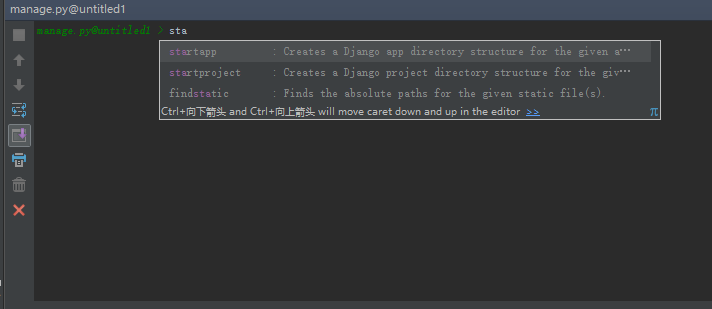 manage.py@untitled1
manage.py@untitled1 > sta
startapp : Creates a Django app directory structure for the given a…
startproject : Creates a Django project directory structure for the giv…
findstatic : Finds the absolute paths for the given static file(s).
Ctrl+向下箭头 and Ctrl+向上箭头 will move caret down and up in the editor >> π